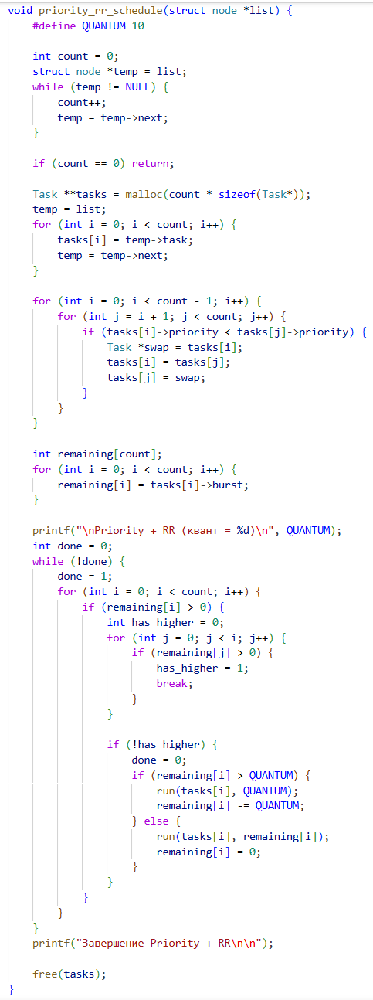 void priority_rr_schedule(struct node *list) {
    #define QUANTUM 10

    int count = 0;
    struct node *temp = list;
    while (temp != NULL) {
        count++;
        temp = temp->next;
    }

    if (count == 0) return;

    Task **tasks = malloc(count * sizeof(Task*));
    temp = list;
    for (int i = 0; i < count; i++) {
        tasks[i] = temp->task;
        temp = temp->next;
    }

    for (int i = 0; i < count - 1; i++) {
        for (int j = i + 1; j < count; j++) {
            if (tasks[i]->priority < tasks[j]->priority) {
                Task *swap = tasks[i];
                tasks[i] = tasks[j];
                tasks[j] = swap;
            }
        }
    }

    int remaining[count];
    for (int i = 0; i < count; i++) {
        remaining[i] = tasks[i]->burst;
    }

    printf("\nPriority + RR (квант = %d)\n", QUANTUM);
    int done = 0;
    while (!done) {
        done = 1;
        for (int i = 0; i < count; i++) {
            if (remaining[i] > 0) {
                int has_higher = 0;
                for (int j = 0; j < i; j++) {
                    if (remaining[j] > 0) {
                        has_higher = 1;
                        break;
                    }
                }

                if (!has_higher) {
                    done = 0;
                    if (remaining[i] > QUANTUM) {
                        run(tasks[i], QUANTUM);
                        remaining[i] -= QUANTUM;
                    } else {
                        run(tasks[i], remaining[i]);
                        remaining[i] = 0;
                    }
                }
            }
        }
    }
    printf("Завершение Priority + RR\n\n");

    free(tasks);
}